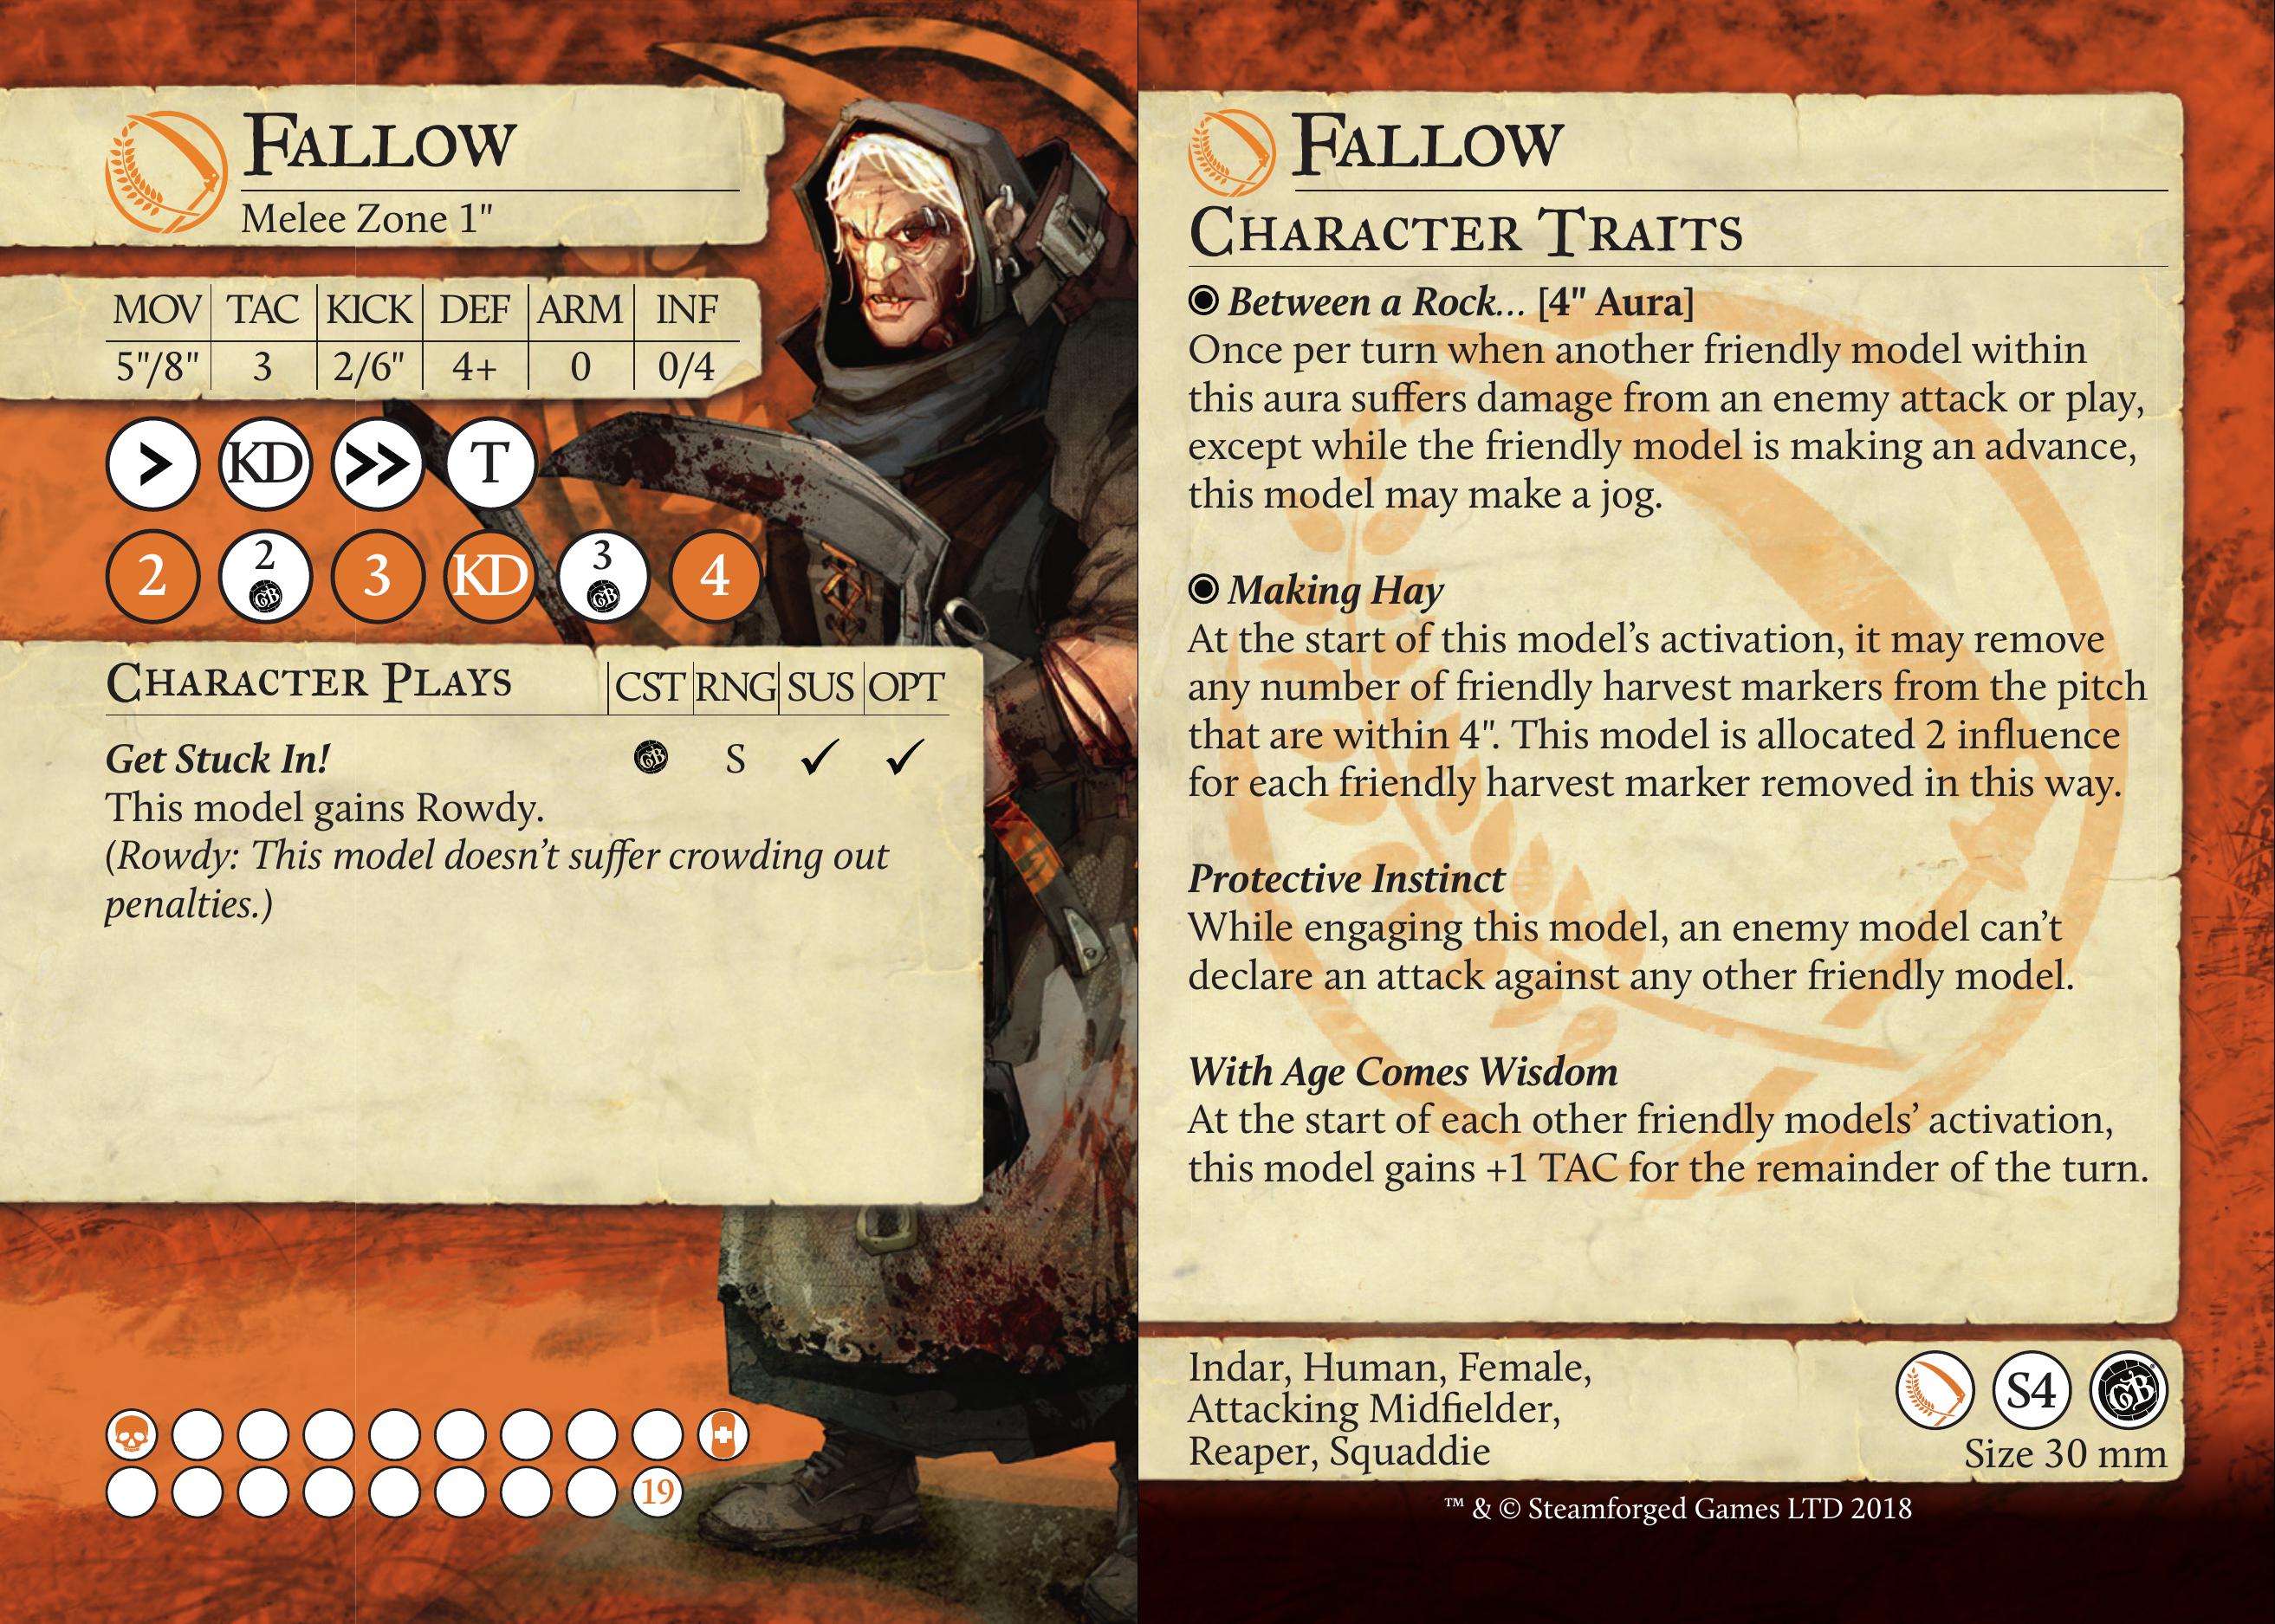 Fallow
Melee Zone 1"
MOV TAC KICK DEF ARM INF
5"/8" 3 2/6" 4+ 0 0/4
> KD >> T
2 2 GB 3 KD 3 GB 4
Character Plays CST RNG SUS OPT
Get Stuck In! GB S ✓ ✓
This model gains Rowdy.
(Rowdy: This model doesn't suffer crowding out
penalties.)
19
Fallow
Character Traits
Between a Rock... [4" Aura]
Once per turn when another friendly model within
this aura suffers damage from an enemy attack or play,
except while the friendly model is making an advance,
this model may make a jog.
Making Hay
At the start of this model's activation, it may remove
any number of friendly harvest markers from the pitch
that are within 4". This model is allocated 2 influence
for each friendly harvest marker removed in this way.
Protective Instinct
While engaging this model, an enemy model can't
declare an attack against any other friendly model.
With Age Comes Wisdom
At the start of each other friendly models' activation,
this model gains +1 TAC for the remainder of the turn.
Indar, Human, Female,
Attacking Midfielder,
Reaper, Squaddie
S4 GB
Size 30 mm
™ & © Steamforged Games LTD 2018